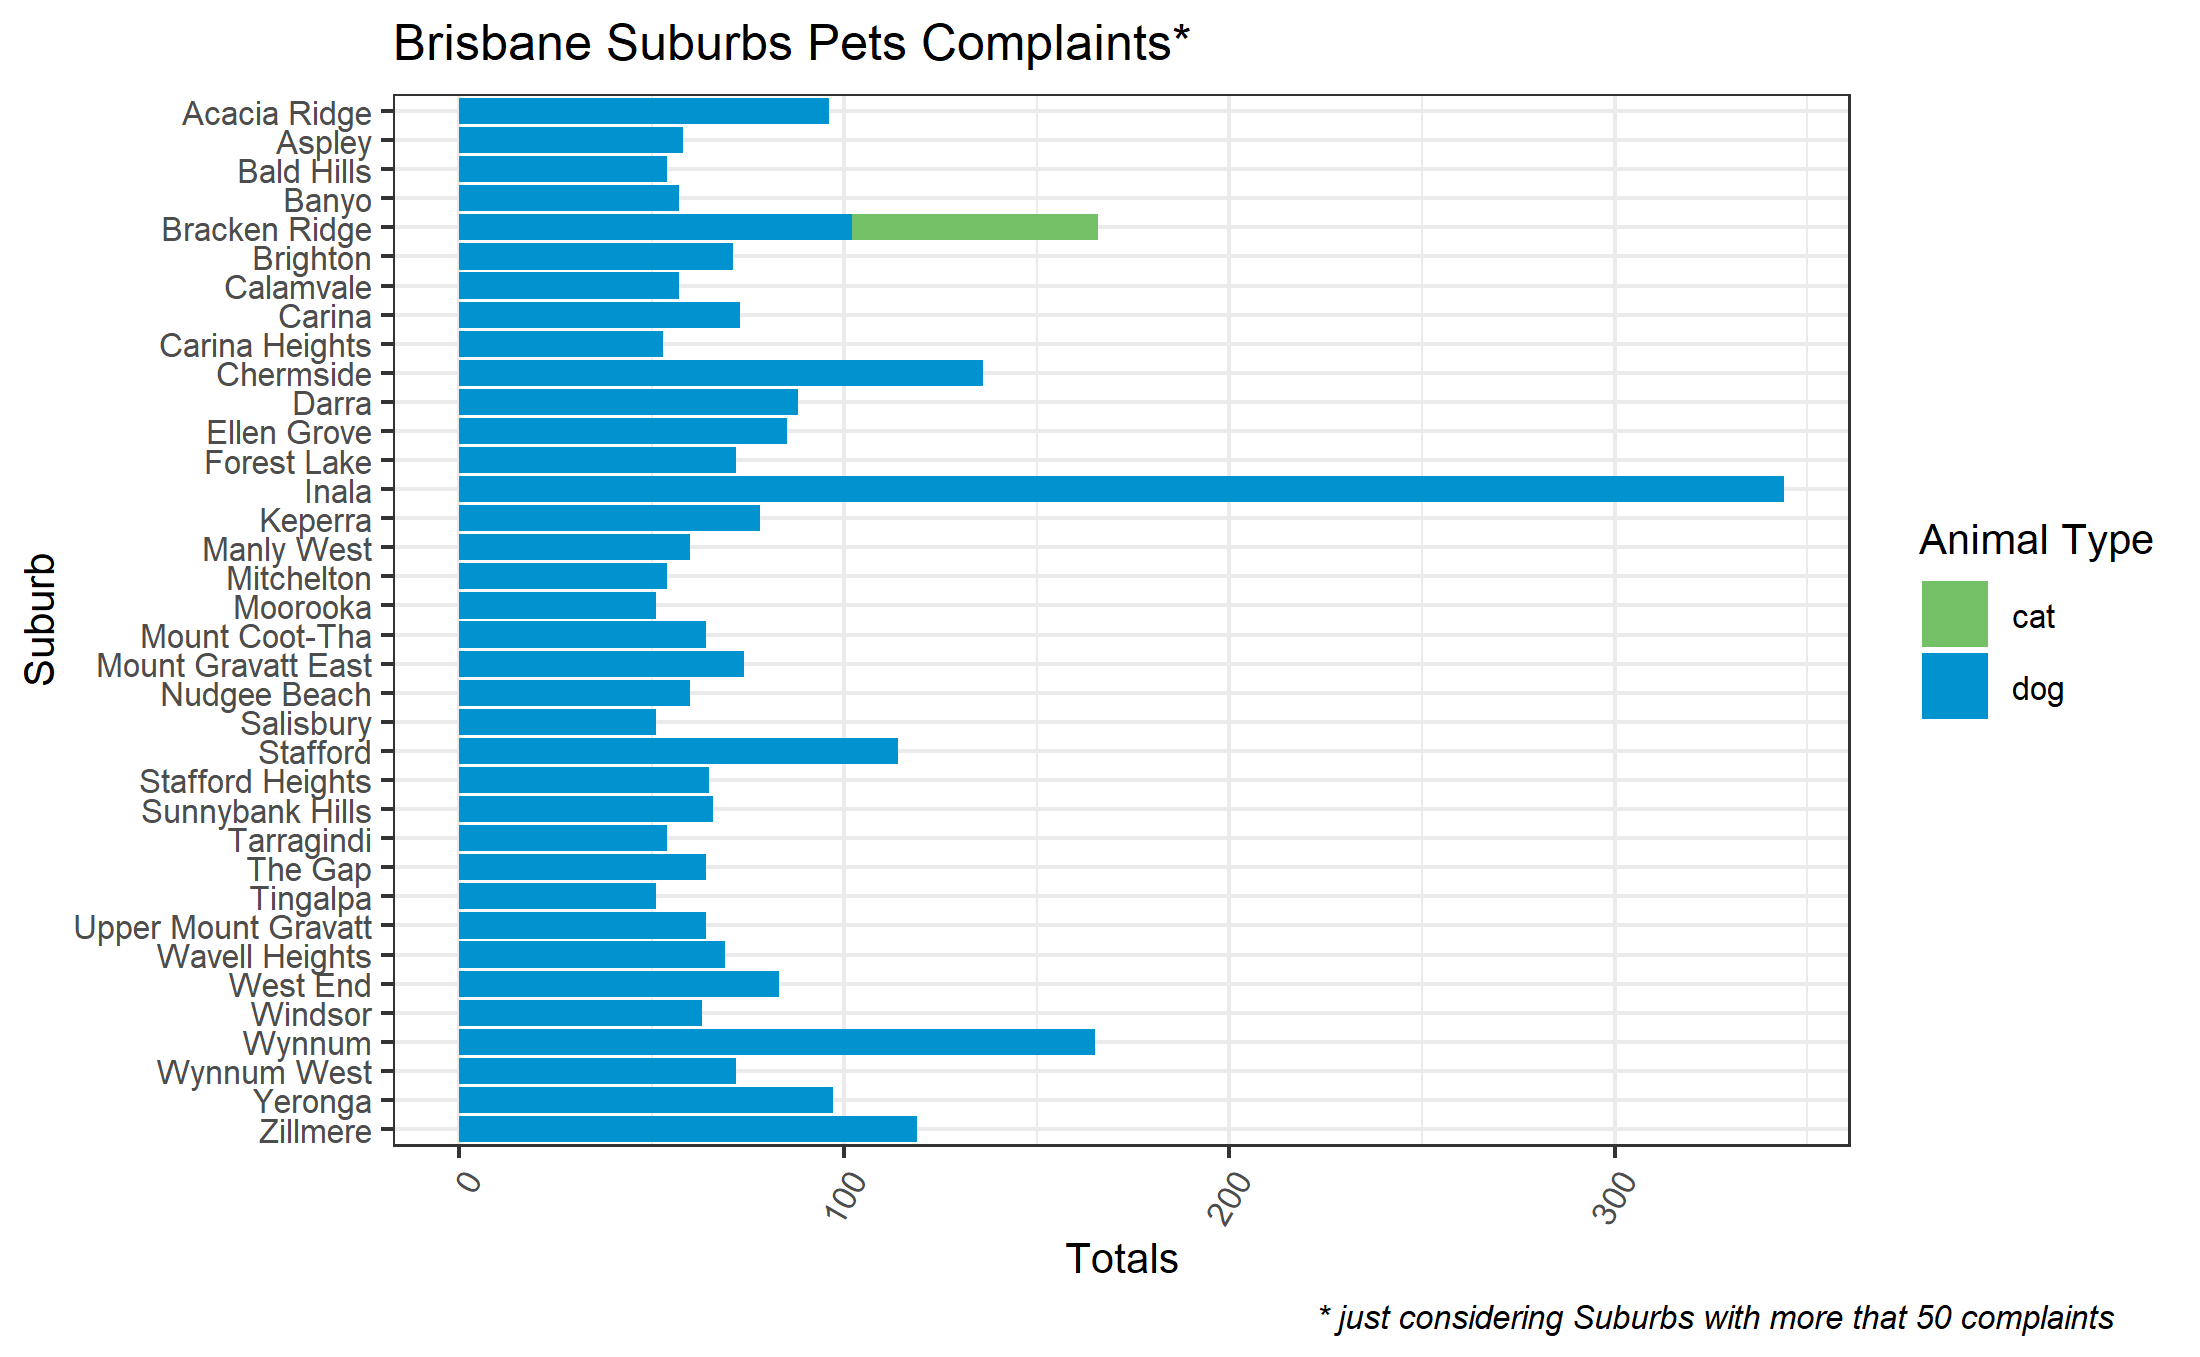 Brisbane Suburbs Pets Complaints*
Acacia Ridge
Aspley
Bald Hills
Banyo
Bracken Ridge
Brighton
Calamvale
Carina
Carina Heights
Chermside
Darra
Ellen Grove
Forest Lake
Inala
Keperra
Manly West
Mitchelton
Moorooka
Mount Coot-Tha
Mount Gravatt East
Nudgee Beach
Salisbury
Stafford
Stafford Heights
Sunnybank Hills
Tarragindi
The Gap
Tingalpa
Upper Mount Gravatt
Wavell Heights
West End
Windsor
Wynnum
Wynnum West
Yeronga
Zillmere
Suburb
0
100
200
300
Totals
Animal Type
cat
dog
* just considering Suburbs with more that 50 complaints